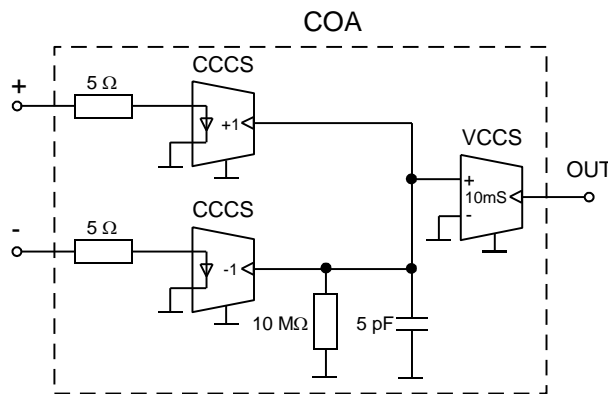 COA
CCCS
+
5 Ω
+1
VCCS
OUT
+
10mS
-
CCCS
-
5 Ω
-1
10 MΩ
5 pF